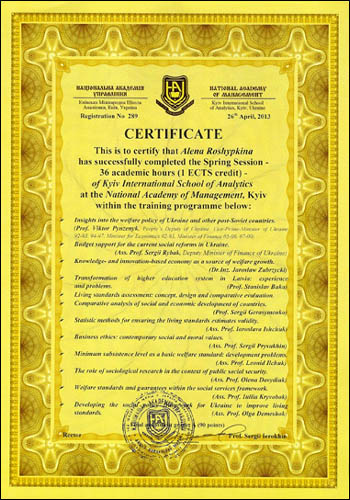 НАЦІОНАЛЬНА АКАДЕМІЯ
УПРАВЛІННЯ
Київська Міжнародна Школа
Аналітики, Київ, Україна
NATIONAL ACADEMY
OF MANAGEMENT
Kyiv International School
of Analytics, Kyiv, Ukraine
Registration No 289
26th April, 2013
CERTIFICATE
This is to certify that Alena Roslypkina
has successfully completed the Spring Session -
36 academic hours (1 ECTS credit) -
of Kyiv International School of Analytics
at the National Academy of Management, Kyiv
within the training programme below:
Insights into the welfare policy of Ukraine and other post-Soviet countries.
(Prof. Viktor Pynzenyk, People's Deputy of Ukraine, Vice-Prime-Minister of Ukraine
92-93, 94-97, Minister for Economics 92-93, Minister of Finance 05-06, 07-09)
Budget support for the current social reforms in Ukraine.
(Ass. Prof. Sergii Rybak, Deputy Minister of Finance of Ukraine)
Knowledge- and innovation-based economy as a source of welfare growth.
(Dr.inz. Jaroslaw Zubrzycki)
Transformation of higher education system in Latvia: experience
and problems.
(Prof. Stanislav Buka)
Living standards assessment: concept, design and comparative evaluation.
Comparative analysis of social and economic development of countries.
(Prof. Sergii Gerasymenko)
Statistic methods for ensuring the living standards estimates validity.
(Ass. Prof. Iaroslava Ishchuk)
Business ethics: contemporary social and moral values.
(Ass. Prof. Sergii Prysukhin)
Minimum subsistence level as a basic welfare standard: development problems.
(Ass. Prof. Leonid Ilchuk)
The role of sociological research in the context of public social security.
(Ass. Prof. Olena Davydiuk)
Welfare standards and guarantees within the social services framework.
(Ass. Prof. Iuliia Kryvobok)
Developing the social policy framework for Ukraine to improve living
standards.
(Ass. Prof. Olga Demeshok)
A (90 points)
Rector
Prof. Sergii Ierokhin